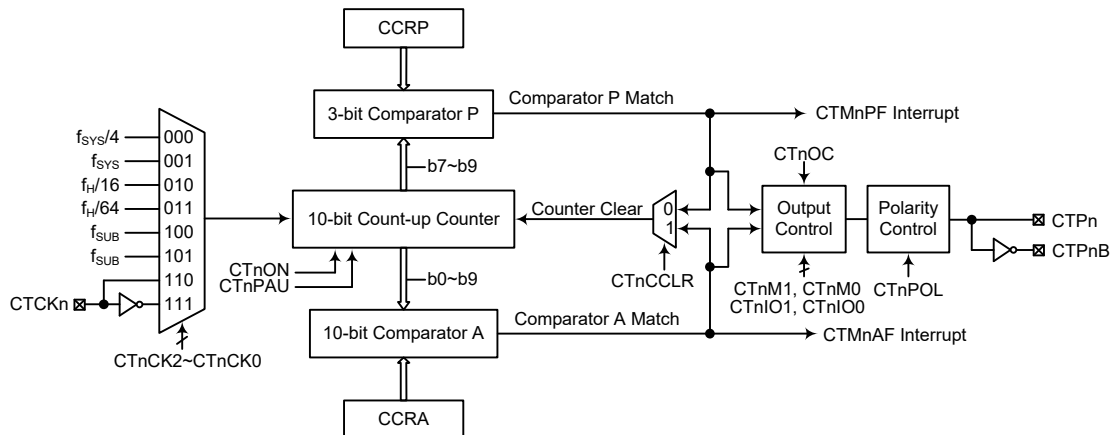 CCRP
3-bit Comparator P
Comparator P Match
CTMnPF Interrupt
fSYS/4
000
fSYS
001
fH/16
010
fH/64
011
fSUB
100
fSUB
101
110
111
CTCKn
CTnCK2~CTnCK0
b7~b9
10-bit Count-up Counter
CTnON
CTnPAU
b0~b9
Counter Clear
0
1
CTnCCLR
CTnOC
Output
Control
CTnM1, CTnM0
CTnIO1, CTnIO0
Polarity
Control
CTnPOL
CTPn
CTPnB
10-bit Comparator A
Comparator A Match
CTMnAF Interrupt
CCRA